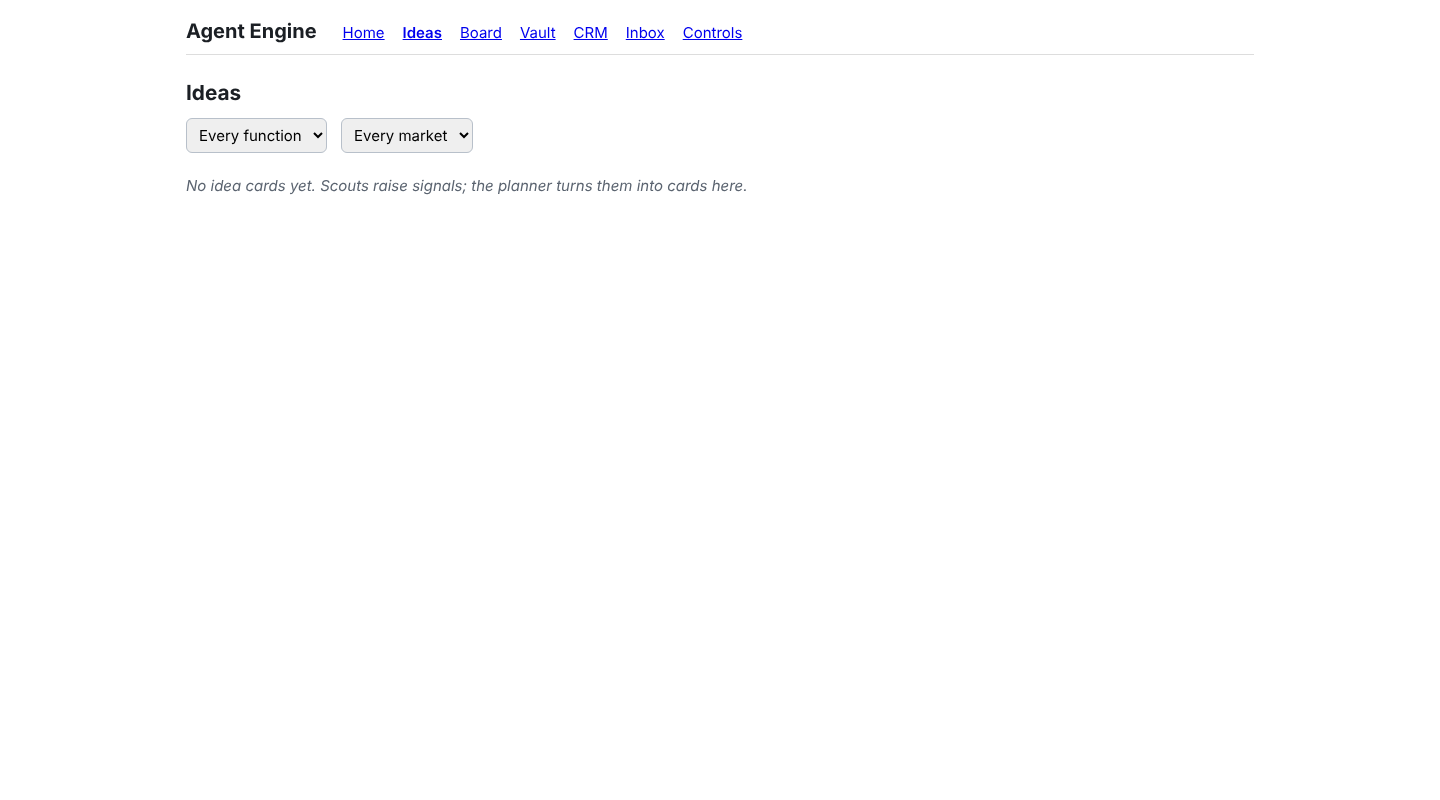 Agent Engine Home Ideas Board Vault CRM Inbox Controls
Ideas
Every function Every market
No idea cards yet. Scouts raise signals; the planner turns them into cards here.